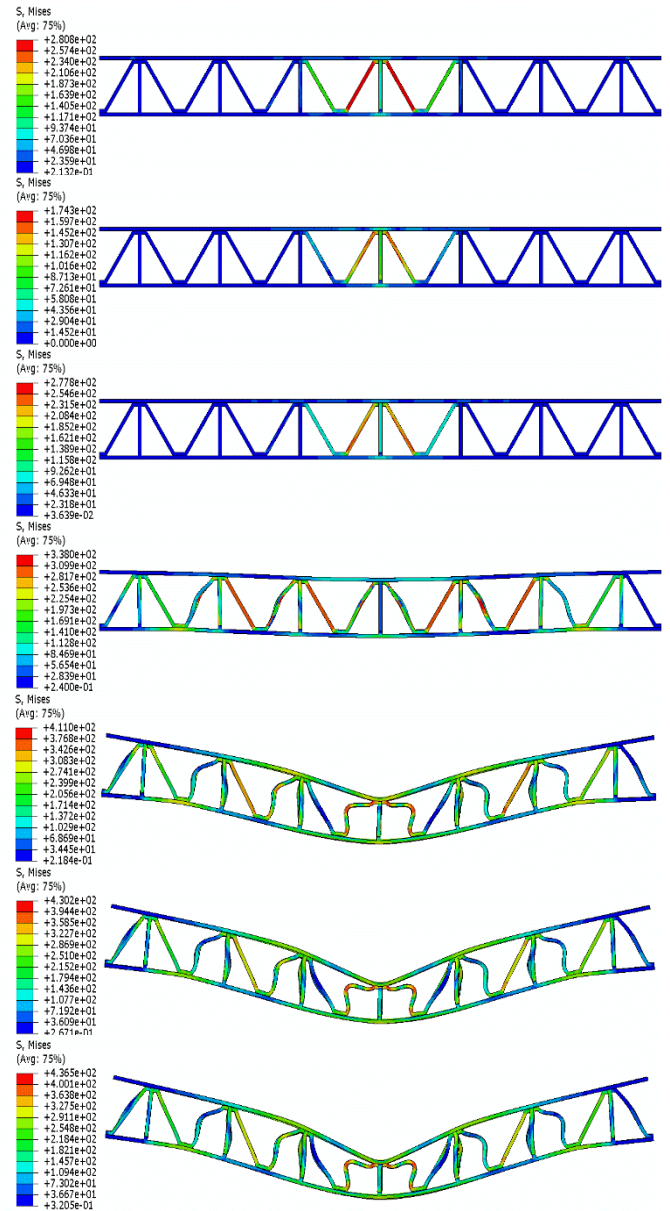 S, Mises
(Avg: 75%)
+2.808e+02
+2.574e+02
+2.340e+02
+2.106e+02
+1.873e+02
+1.639e+02
+1.405e+02
+1.171e+02
+9.374e+01
+7.036e+01
+4.698e+01
+2.359e+01
+2.132e-01
S, Mises
(Avg: 75%)
+1.743e+02
+1.597e+02
+1.452e+02
+1.307e+02
+1.162e+02
+1.016e+02
+8.713e+01
+7.261e+01
+5.808e+01
+4.356e+01
+2.904e+01
+1.452e+01
+0.000e+00
S, Mises
(Avg: 75%)
+2.778e+02
+2.546e+02
+2.315e+02
+2.084e+02
+1.852e+02
+1.621e+02
+1.389e+02
+1.158e+02
+9.262e+01
+6.948e+01
+4.633e+01
+2.318e+01
+3.639e-02
S, Mises
(Avg: 75%)
+3.380e+02
+3.099e+02
+2.817e+02
+2.536e+02
+2.254e+02
+1.973e+02
+1.691e+02
+1.410e+02
+1.128e+02
+8.469e+01
+5.654e+01
+2.839e+01
+2.400e-01
S, Mises
(Avg: 75%)
+4.110e+02
+3.768e+02
+3.426e+02
+3.083e+02
+2.741e+02
+2.399e+02
+2.056e+02
+1.714e+02
+1.372e+02
+1.029e+02
+6.869e+01
+3.445e+01
+2.184e-01
S, Mises
(Avg: 75%)
+4.302e+02
+3.944e+02
+3.585e+02
+3.227e+02
+2.869e+02
+2.510e+02
+2.152e+02
+1.794e+02
+1.436e+02
+1.077e+02
+7.192e+01
+3.609e+01
+2.671e-01
S, Mises
(Avg: 75%)
+4.365e+02
+4.001e+02
+3.638e+02
+3.275e+02
+2.911e+02
+2.548e+02
+2.184e+02
+1.821e+02
+1.457e+02
+1.094e+02
+7.302e+01
+3.667e+01
+3.205e-01